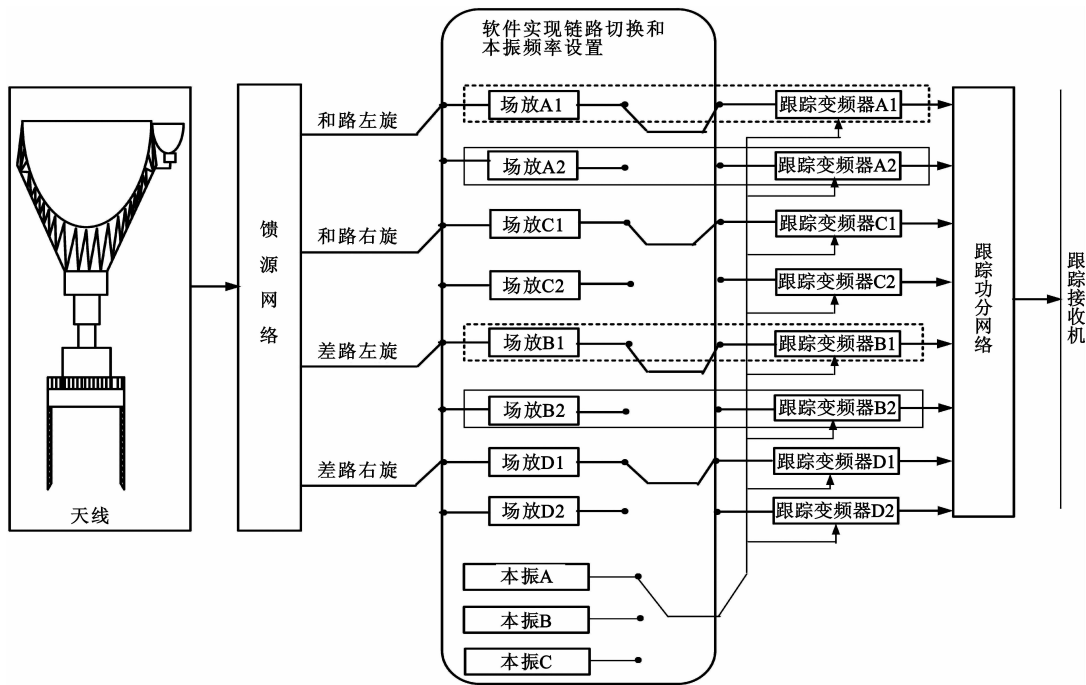 软件实现链路切换和
本振频率设置
天线
馈源网络
和路左旋
和路右旋
差路左旋
差路右旋
场放A1
跟踪变频器A1
场放A2
跟踪变频器A2
场放C1
跟踪变频器C1
场放C2
跟踪变频器C2
场放B1
跟踪变频器B1
场放B2
跟踪变频器B2
场放D1
跟踪变频器D1
场放D2
跟踪变频器D2
本振A
本振B
本振C
跟踪功分网络
跟踪接收机